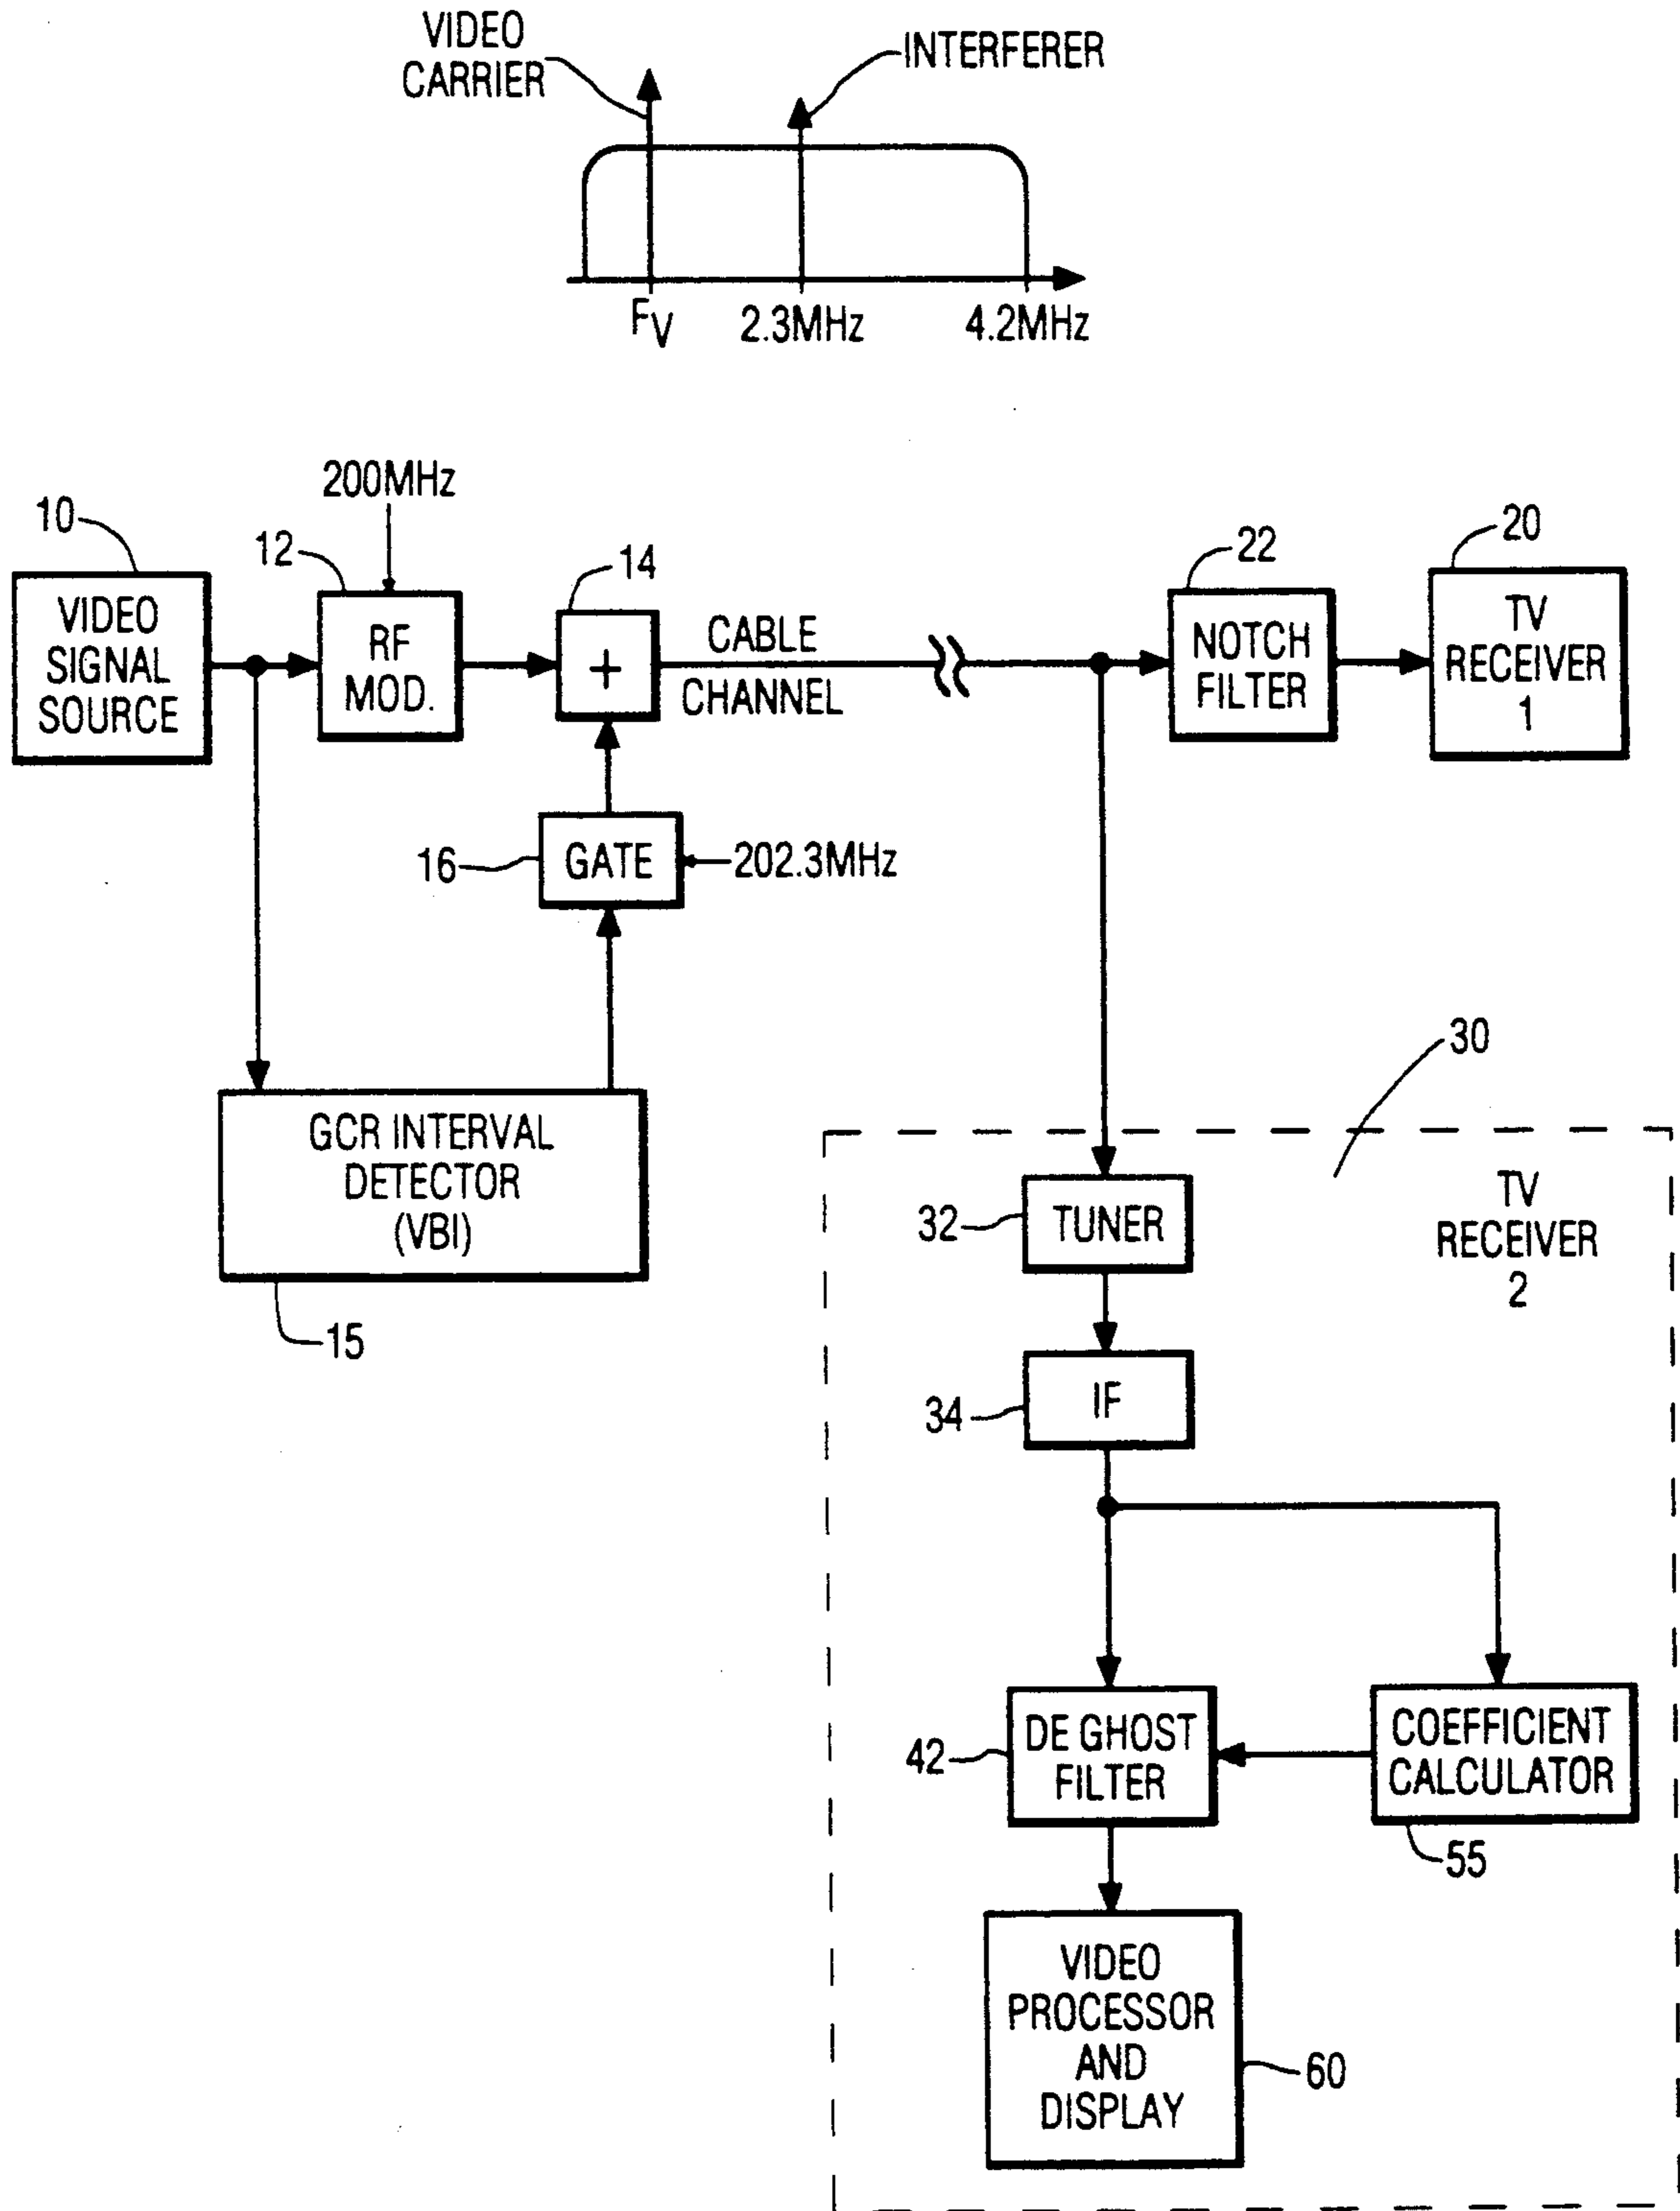 VIDEO
CARRIER
INTERFERER
FV
2.3MHz
4.2MHz
200MHz
10
12
14
22
20
VIDEO
SIGNAL
SOURCE
RF
MOD.
+
CABLE
CHANNEL
NOTCH
FILTER
TV
RECEIVER
1
16
GATE
202.3MHz
GCR INTERVAL
DETECTOR
(VBI)
15
30
TV
RECEIVER
2
32
TUNER
34
IF
42
DE GHOST
FILTER
COEFFICIENT
CALCULATOR
55
VIDEO
PROCESSOR
AND
DISPLAY
60